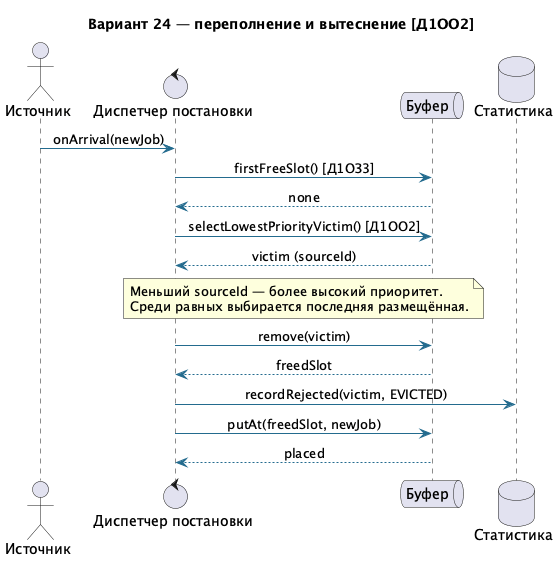 Вариант 24 — переполнение и вытеснение [Д1ОО2]
Источник
Диспетчер постановки
Буфер
Статистика
onArrival(newJob)
firstFreeSlot() [Д1О33]
none
selectLowestPriorityVictim() [Д1ОО2]
victim (sourceId)
Меньший sourceId — более высокий приоритет.
Среди равных выбирается последняя размещённая.
remove(victim)
freedSlot
recordRejected(victim, EVICTED)
putAt(freedSlot, newJob)
placed
Источник
Диспетчер постановки
Буфер
Статистика